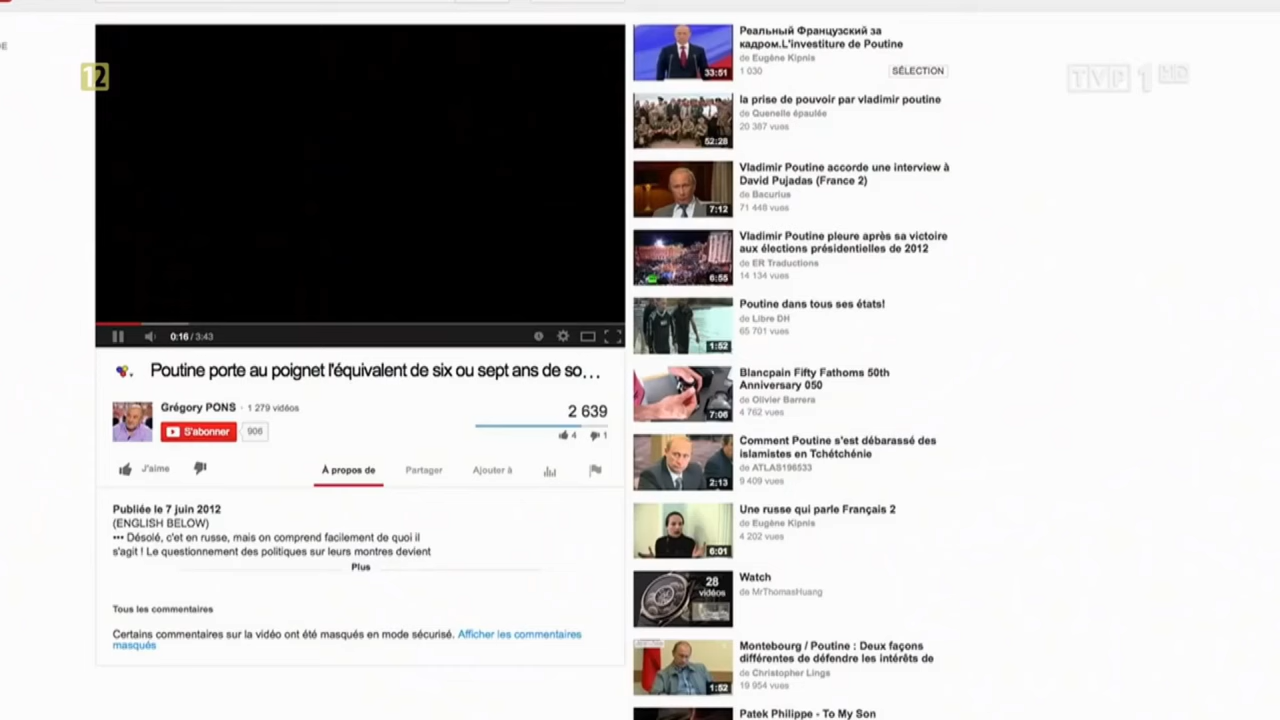 12
TVP 1 HD
0:16 / 3:43
Poutine porte au poignet l'équivalent de six ou sept ans de so…
Grégory PONS · 1 279 vidéos
S'abonner 906
2 639
4 1
J'aime
À propos de Partager Ajouter à
Publiée le 7 juin 2012
(ENGLISH BELOW)
••• Désolé, c'et en russe, mais on comprend facilement de quoi il
s'agit ! Le questionnement des politiques sur leurs montres devient
Plus
Tous les commentaires
Certains commentaires sur la vidéo ont été masqués en mode sécurisé. Afficher les commentaires
masqués
33:51
Реальный Французский за
кадром.L'investiture de Poutine
de Eugène Kipnis
1 030 SÉLECTION
52:28
la prise de pouvoir par vladimir poutine
de Quenelle épaulée
20 387 vues
7:12
Vladimir Poutine accorde une interview à
David Pujadas (France 2)
de Bacurius
71 448 vues
6:55
Vladimir Poutine pleure après sa victoire
aux élections présidentielles de 2012
de ER Traductions
14 134 vues
1:52
Poutine dans tous ses états!
de Libre DH
65 701 vues
7:06
Blancpain Fifty Fathoms 50th
Anniversary 050
de Olivier Barrera
4 762 vues
2:13
Comment Poutine s'est débarassé des
islamistes en Tchétchénie
de ATLAS196533
9 409 vues
6:01
Une russe qui parle Français 2
de Eugène Kipnis
4 202 vues
28
vidéos
Watch
de MrThomasHuang
1:52
Montebourg / Poutine : Deux façons
différentes de défendre les intérêts de
de Christopher Lings
19 954 vues
Patek Philippe - To My Son